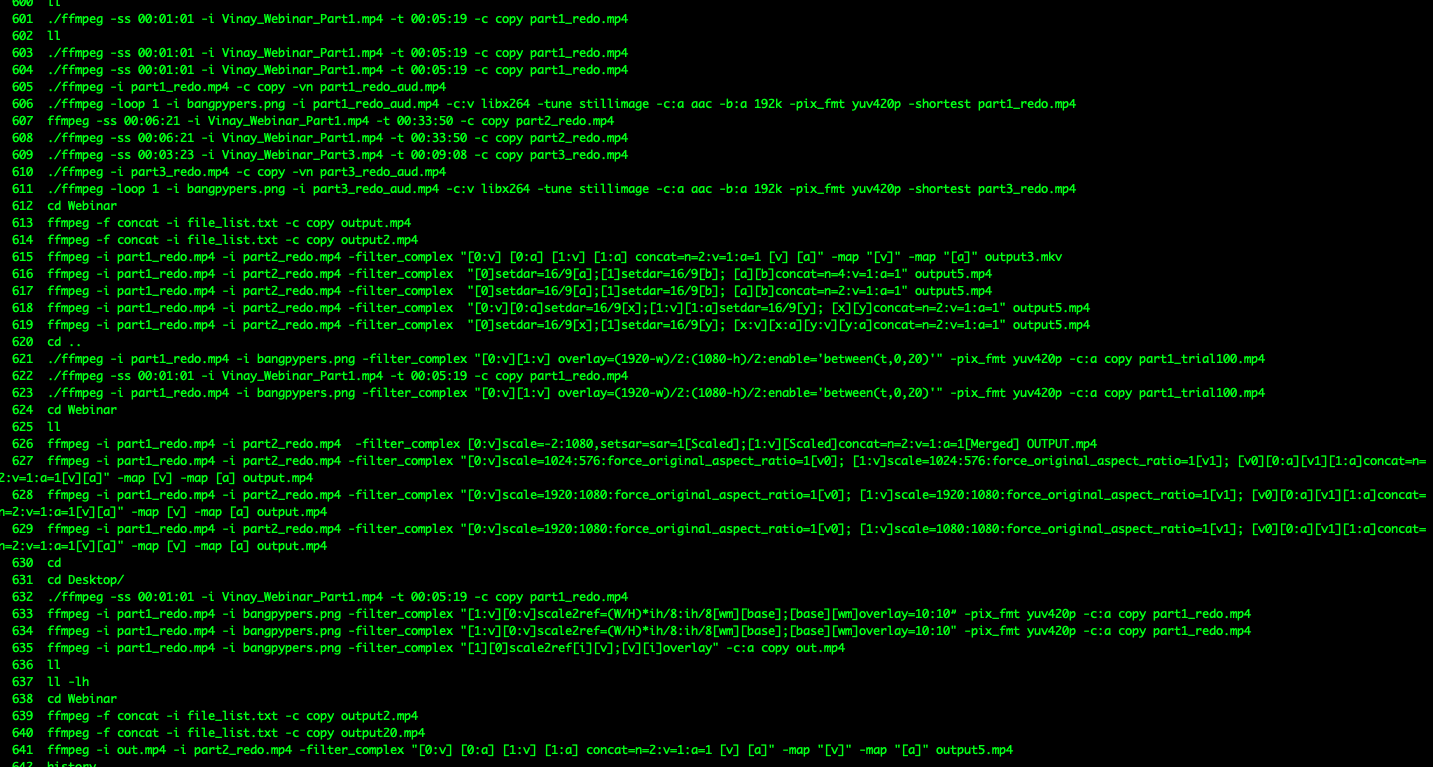 600 ll
601 ./ffmpeg -ss 00:01:01 -i Vinay_Webinar_Part1.mp4 -t 00:05:19 -c copy part1_redo.mp4
602 ll
603 ./ffmpeg -ss 00:01:01 -i Vinay_Webinar_Part1.mp4 -t 00:05:19 -c copy part1_redo.mp4
604 ./ffmpeg -ss 00:01:01 -i Vinay_Webinar_Part1.mp4 -t 00:05:19 -c copy part1_redo.mp4
605 ./ffmpeg -i part1_redo.mp4 -c copy -vn part1_redo_aud.mp4
606 ./ffmpeg -loop 1 -i bangpypers.png -i part1_redo_aud.mp4 -c:v libx264 -tune stillimage -c:a aac -b:a 192k -pix_fmt yuv420p -shortest part1_redo.mp4
607 ffmpeg -ss 00:06:21 -i Vinay_Webinar_Part1.mp4 -t 00:33:50 -c copy part2_redo.mp4
608 ./ffmpeg -ss 00:06:21 -i Vinay_Webinar_Part1.mp4 -t 00:33:50 -c copy part2_redo.mp4
609 ./ffmpeg -ss 00:03:23 -i Vinay_Webinar_Part3.mp4 -t 00:09:08 -c copy part3_redo.mp4
610 ./ffmpeg -i part3_redo.mp4 -c copy -vn part3_redo_aud.mp4
611 ./ffmpeg -loop 1 -i bangpypers.png -i part3_redo_aud.mp4 -c:v libx264 -tune stillimage -c:a aac -b:a 192k -pix_fmt yuv420p -shortest part3_redo.mp4
612 cd Webinar
613 ffmpeg -f concat -i file_list.txt -c copy output.mp4
614 ffmpeg -f concat -i file_list.txt -c copy output2.mp4
615 ffmpeg -i part1_redo.mp4 -i part2_redo.mp4 -filter_complex "[0:v] [0:a] [1:v] [1:a] concat=n=2:v=1:a=1 [v] [a]" -map "[v]" -map "[a]" output3.mkv
616 ffmpeg -i part1_redo.mp4 -i part2_redo.mp4 -filter_complex  "[0]setdar=16/9[a];[1]setdar=16/9[b]; [a][b]concat=n=4:v=1:a=1" output5.mp4
617 ffmpeg -i part1_redo.mp4 -i part2_redo.mp4 -filter_complex  "[0]setdar=16/9[a];[1]setdar=16/9[b]; [a][b]concat=n=2:v=1:a=1" output5.mp4
618 ffmpeg -i part1_redo.mp4 -i part2_redo.mp4 -filter_complex  "[0:v][0:a]setdar=16/9[x];[1:v][1:a]setdar=16/9[y]; [x][y]concat=n=2:v=1:a=1" output5.mp4
619 ffmpeg -i part1_redo.mp4 -i part2_redo.mp4 -filter_complex  "[0]setdar=16/9[x];[1]setdar=16/9[y]; [x:v][x:a][y:v][y:a]concat=n=2:v=1:a=1" output5.mp4
620 cd ..
621 ./ffmpeg -i part1_redo.mp4 -i bangpypers.png -filter_complex "[0:v][1:v] overlay=(1920-w)/2:(1080-h)/2:enable='between(t,0,20)'" -pix_fmt yuv420p -c:a copy part1_trial100.mp4
622 ./ffmpeg -ss 00:01:01 -i Vinay_Webinar_Part1.mp4 -t 00:05:19 -c copy part1_redo.mp4
623 ./ffmpeg -i part1_redo.mp4 -i bangpypers.png -filter_complex "[0:v][1:v] overlay=(1920-w)/2:(1080-h)/2:enable='between(t,0,20)'" -pix_fmt yuv420p -c:a copy part1_trial100.mp4
624 cd Webinar
625 ll
626 ffmpeg -i part1_redo.mp4 -i part2_redo.mp4  -filter_complex [0:v]scale=-2:1080,setsar=sar=1[Scaled];[1:v][Scaled]concat=n=2:v=1:a=1[Merged] OUTPUT.mp4
627 ffmpeg -i part1_redo.mp4 -i part2_redo.mp4 -filter_complex "[0:v]scale=1024:576:force_original_aspect_ratio=1[v0]; [1:v]scale=1024:576:force_original_aspect_ratio=1[v1]; [v0][0:a][v1][1:a]concat=n=
2:v=1:a=1[v][a]" -map [v] -map [a] output.mp4
628 ffmpeg -i part1_redo.mp4 -i part2_redo.mp4 -filter_complex "[0:v]scale=1920:1080:force_original_aspect_ratio=1[v0]; [1:v]scale=1920:1080:force_original_aspect_ratio=1[v1]; [v0][0:a][v1][1:a]concat=
n=2:v=1:a=1[v][a]" -map [v] -map [a] output.mp4
629 ffmpeg -i part1_redo.mp4 -i part2_redo.mp4 -filter_complex "[0:v]scale=1920:1080:force_original_aspect_ratio=1[v0]; [1:v]scale=1080:1080:force_original_aspect_ratio=1[v1]; [v0][0:a][v1][1:a]concat=
n=2:v=1:a=1[v][a]" -map [v] -map [a] output.mp4
630 cd
631 cd Desktop/
632 ./ffmpeg -ss 00:01:01 -i Vinay_Webinar_Part1.mp4 -t 00:05:19 -c copy part1_redo.mp4
633 ffmpeg -i part1_redo.mp4 -i bangpypers.png -filter_complex "[1:v][0:v]scale2ref=(W/H)*ih/8:ih/8[wm][base];[base][wm]overlay=10:10“ -pix_fmt yuv420p -c:a copy part1_redo.mp4
634 ffmpeg -i part1_redo.mp4 -i bangpypers.png -filter_complex "[1:v][0:v]scale2ref=(W/H)*ih/8:ih/8[wm][base];[base][wm]overlay=10:10" -pix_fmt yuv420p -c:a copy part1_redo.mp4
635 ffmpeg -i part1_redo.mp4 -i bangpypers.png -filter_complex "[1][0]scale2ref[i][v];[v][i]overlay" -c:a copy out.mp4
636 ll
637 ll -lh
638 cd Webinar
639 ffmpeg -f concat -i file_list.txt -c copy output2.mp4
640 ffmpeg -f concat -i file_list.txt -c copy output20.mp4
641 ffmpeg -i out.mp4 -i part2_redo.mp4 -filter_complex "[0:v] [0:a] [1:v] [1:a] concat=n=2:v=1:a=1 [v] [a]" -map "[v]" -map "[a]" output5.mp4
642 history